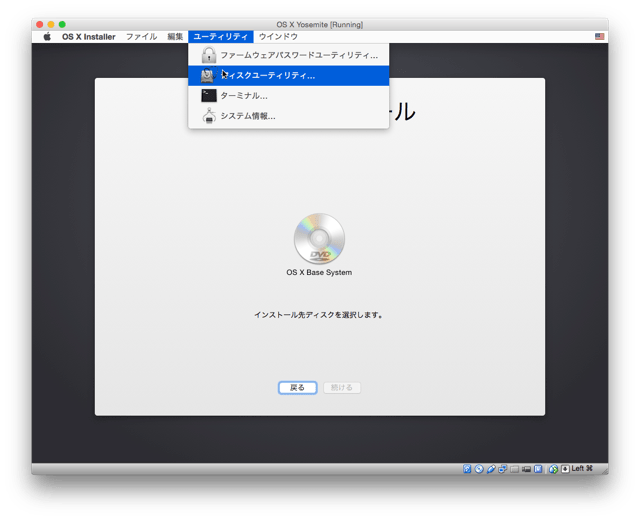 OS X Yosemite [Running]
OS X Installer ファイル 編集 ユーティリティ ウインドウ
ファームウェアパスワードユーティリティ...
ディスクユーティリティ...
ターミナル...
システム情報...
ール
DVD
OS X Base System
インストール先ディスクを選択します。
戻る 続ける
Left ⌘